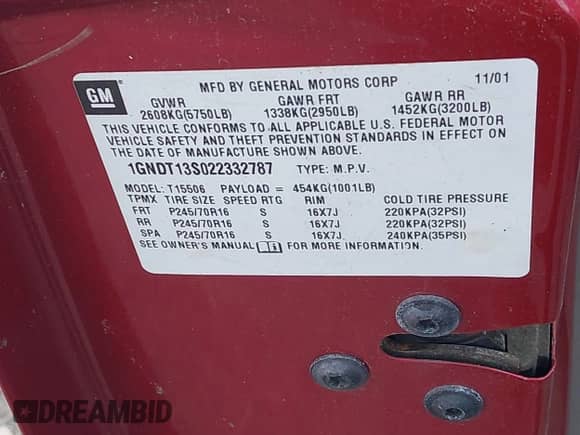 GM
MFD BY GENERAL MOTORS CORP 11/01
GVWR GAWR FRT GAWR RR
2608KG(5750LB) 1338KG(2950LB) 1452KG(3200LB)
THIS VEHICLE CONFORMS TO ALL APPLICABLE U.S. FEDERAL MOTOR
VEHICLE SAFETY AND THEFT PREVENTION STANDARDS IN EFFECT ON
THE DATE OF MANUFACTURE SHOWN ABOVE.
1GNDT13S022332787 TYPE: M.P.V.
MODEL: T15506 PAYLOAD = 454KG(1001LB)
TPMX TIRE SIZE SPEED RTG RIM COLD TIRE PRESSURE
FRT P245/70R16 S 16X7J 220KPA(32PSI)
RR P245/70R16 S 16X7J 220KPA(32PSI)
SPA P245/70R16 S 16X7J 240KPA(35PSI)
SEE OWNER'S MANUAL FOR MORE INFORMATION.
DREAMBID